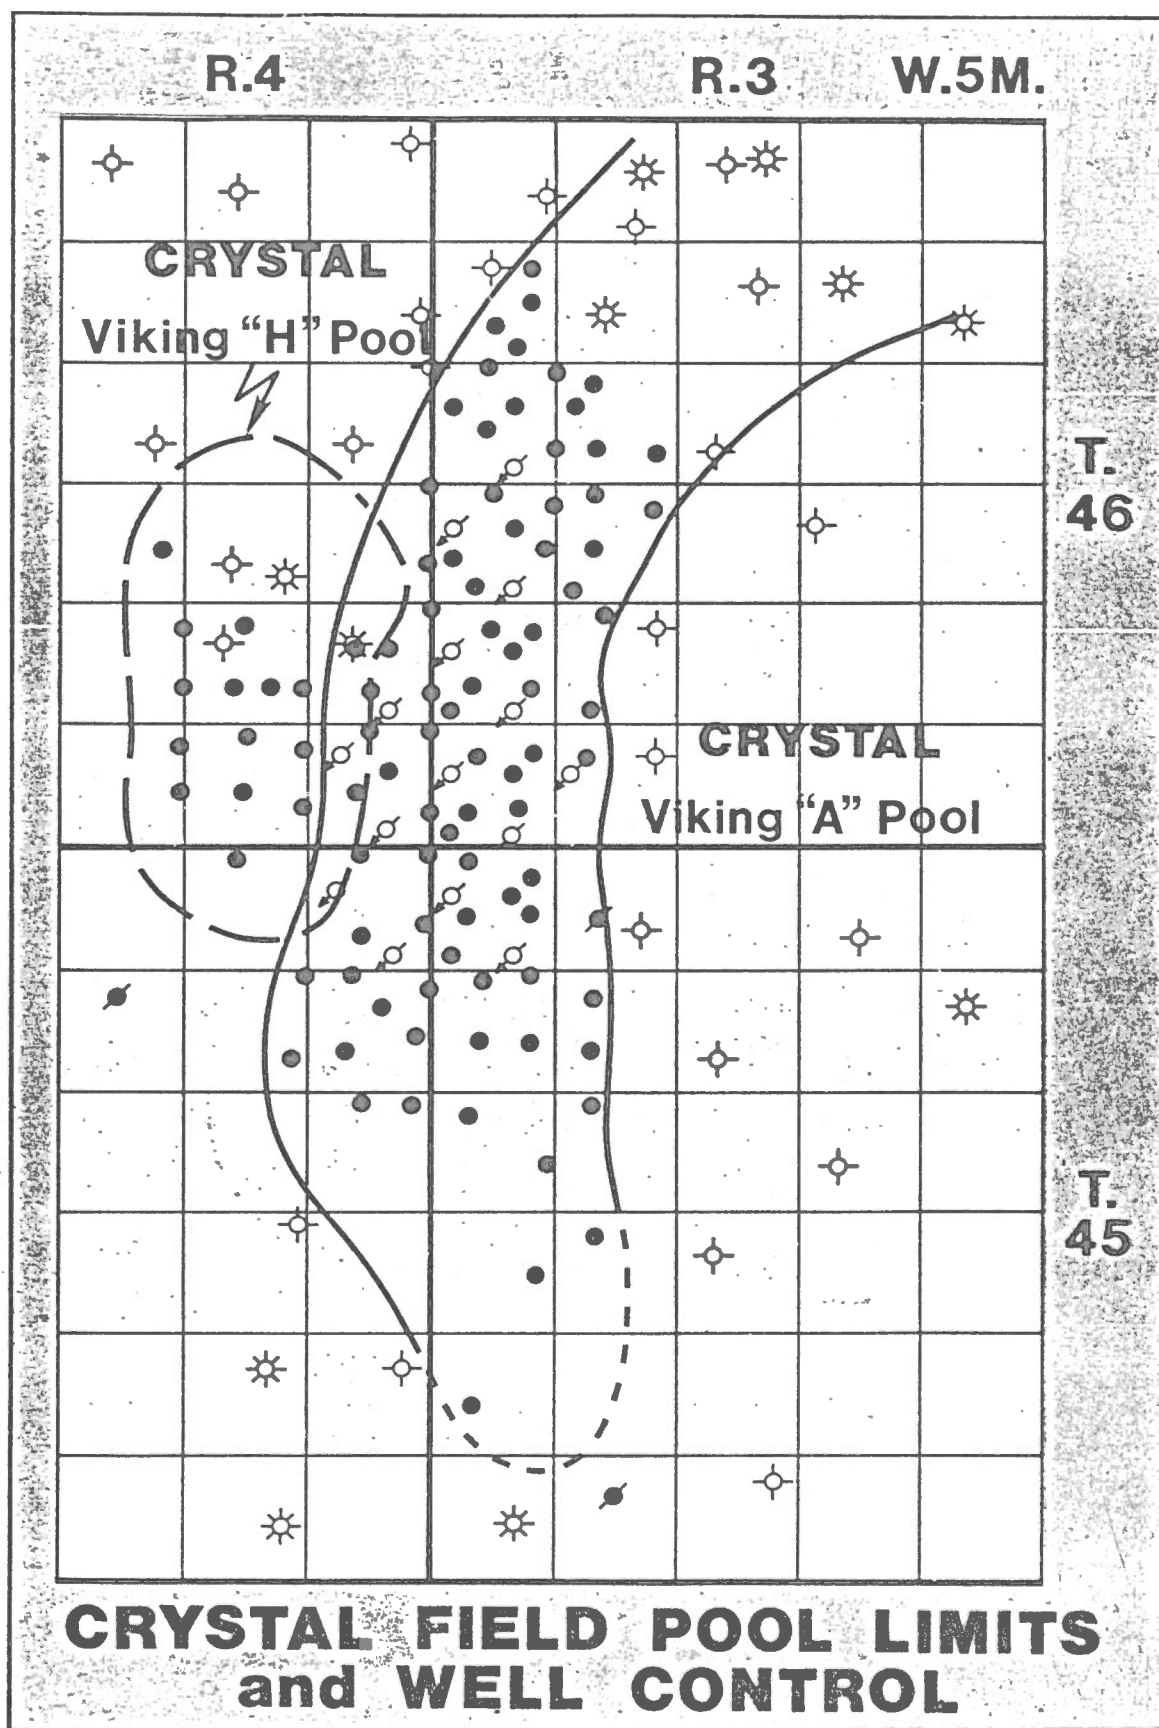 R.4 R.3 W.5M.
CRYSTAL
Viking "H" Pool
T.
46
CRYSTAL
Viking "A" Pool
T.
45
CRYSTAL FIELD POOL LIMITS
and WELL CONTROL